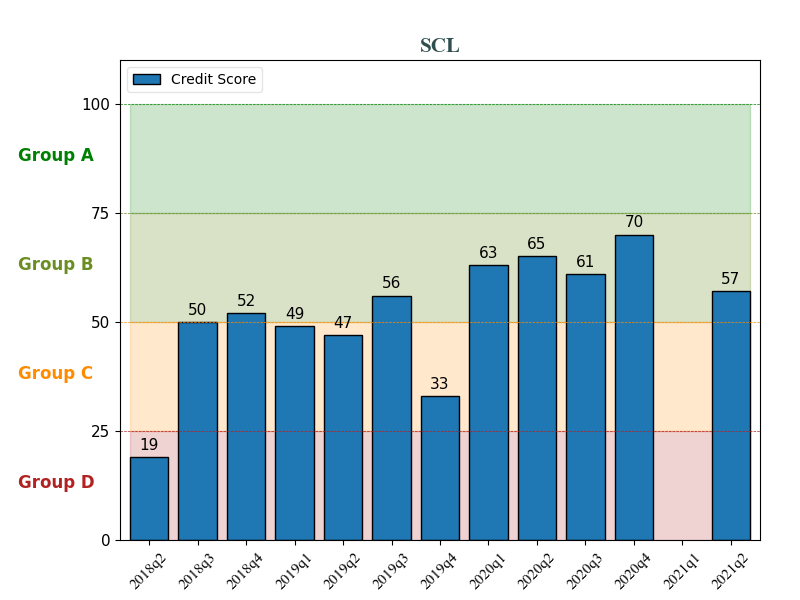 SCL
Credit Score
100
Group A
75
70
Group B
63
65
61
56
57
50
52
49
47
50
Group C
33
25
19
Group D
0
2018q2
2018q3
2018q4
2019q1
2019q2
2019q3
2019q4
2020q1
2020q2
2020q3
2020q4
2021q1
2021q2